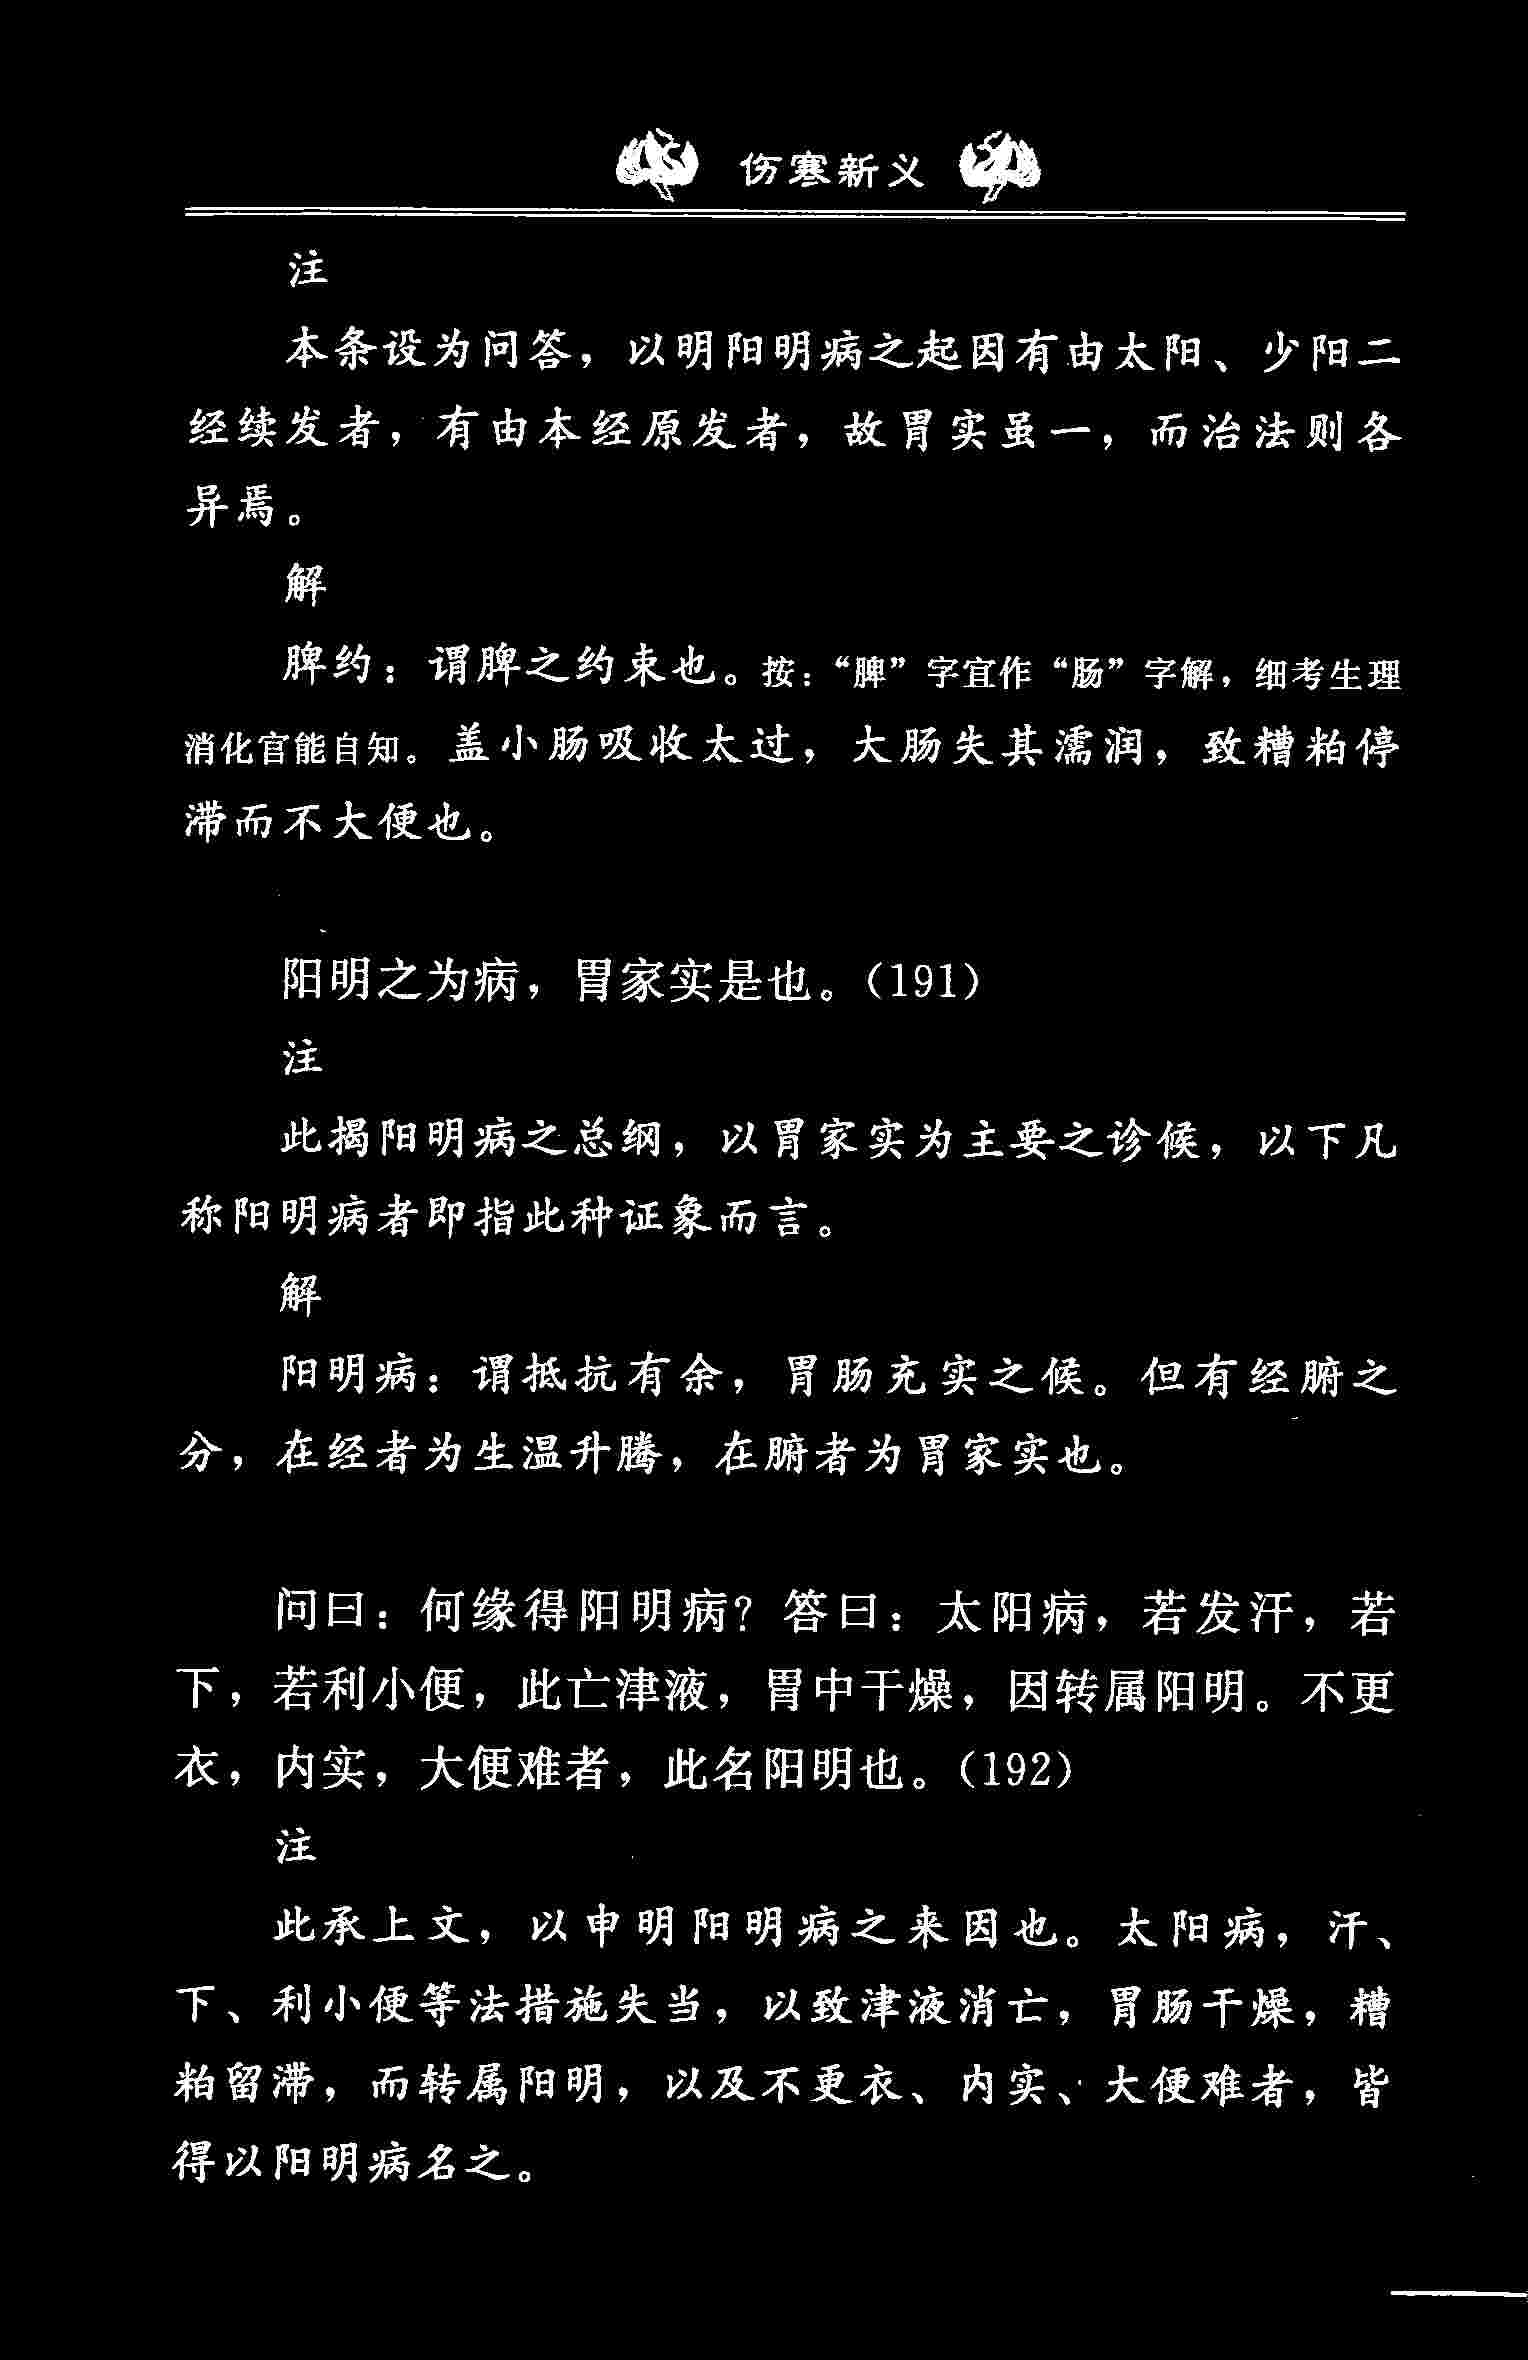 伤寒新义
注
本条设为问答，以明阳明病之起因有由太阳、少阳二
经续发者，有由本经原发者，故胃实虽一，而治法则各
异焉。
解
脾约：谓脾之约束也。按：“脾”字宜作“肠”字解，细考生理
消化官能自知。盖小肠吸收太过，大肠失其濡润，致糟粕停
滞而不大便也。
阳明之为病，胃家实是也。（191）
注
此揭阳明病之总纲，以胃家实为主要之诊候，以下凡
称阳明病者即指此种证象而言。
解
阳明病：谓抵抗有余，胃肠充实之候。但有经腑之
分，在经者为生温升腾，在腑者为胃家实也。
问曰：何缘得阳明病？答曰：太阳病，若发汗，若
下，若利小便，此亡津液，胃中干燥，因转属阳明。不更
衣，内实，大便难者，此名阳明也。（192）
注
此承上文，以申明阳明病之来因也。太阳病，汗、
下、利小便等法措施失当，以致津液消亡，胃肠干燥，糟
粕留滞，而转属阳明，以及不更衣、内实、大便难者，皆
得以阳明病名之。